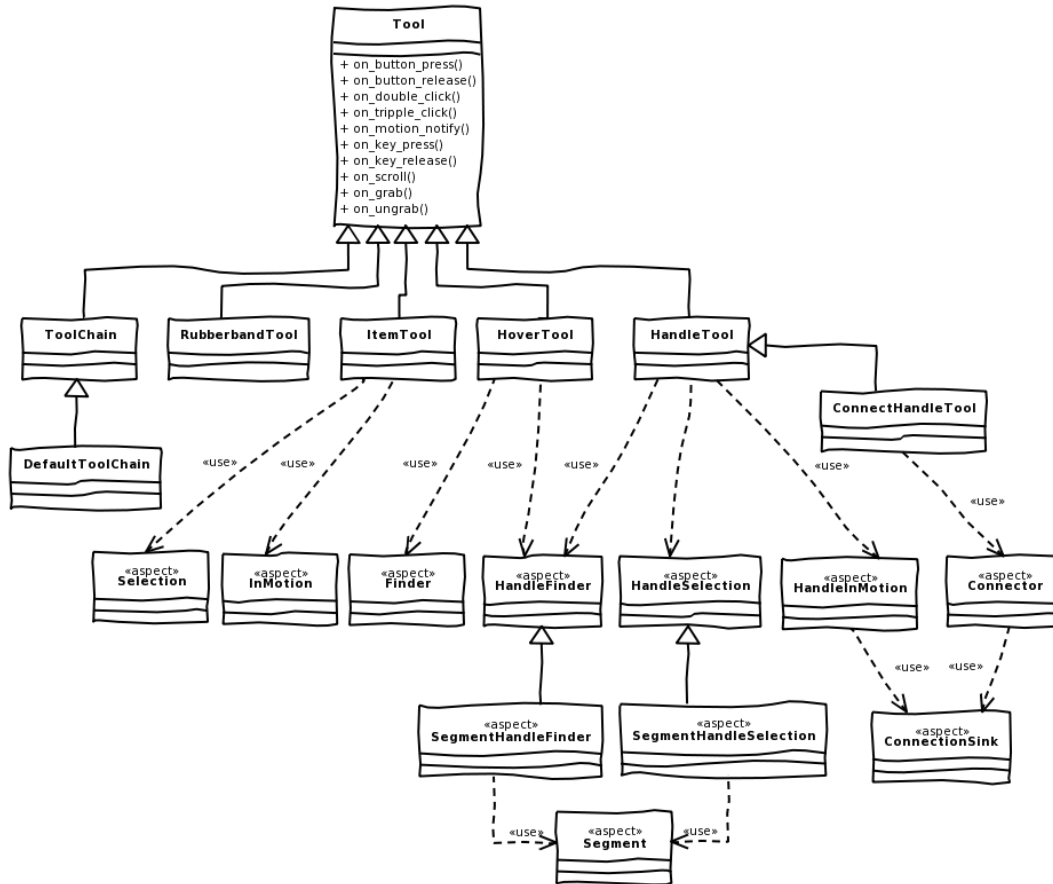 Tool
+ on_button_press()
+ on_button_release()
+ on_double_click()
+ on_tripple_click()
+ on_motion_notify()
+ on_key_press()
+ on_key_release()
+ on_scroll()
+ on_grab()
+ on_ungrab()
ToolChain
RubberbandTool
ItemTool
HoverTool
HandleTool
ConnectHandleTool
DefaultToolChain
«use»
«use»
«use»
«use»
«use»
«use»
«use»
«aspect»
Selection
«aspect»
InMotion
«aspect»
Finder
«aspect»
HandleFinder
«aspect»
HandleSelection
«aspect»
HandleInMotion
«aspect»
Connector
«use»
«use»
«aspect»
SegmentHandleFinder
«aspect»
SegmentHandleSelection
«aspect»
ConnectionSink
«use»
«use»
«aspect»
Segment